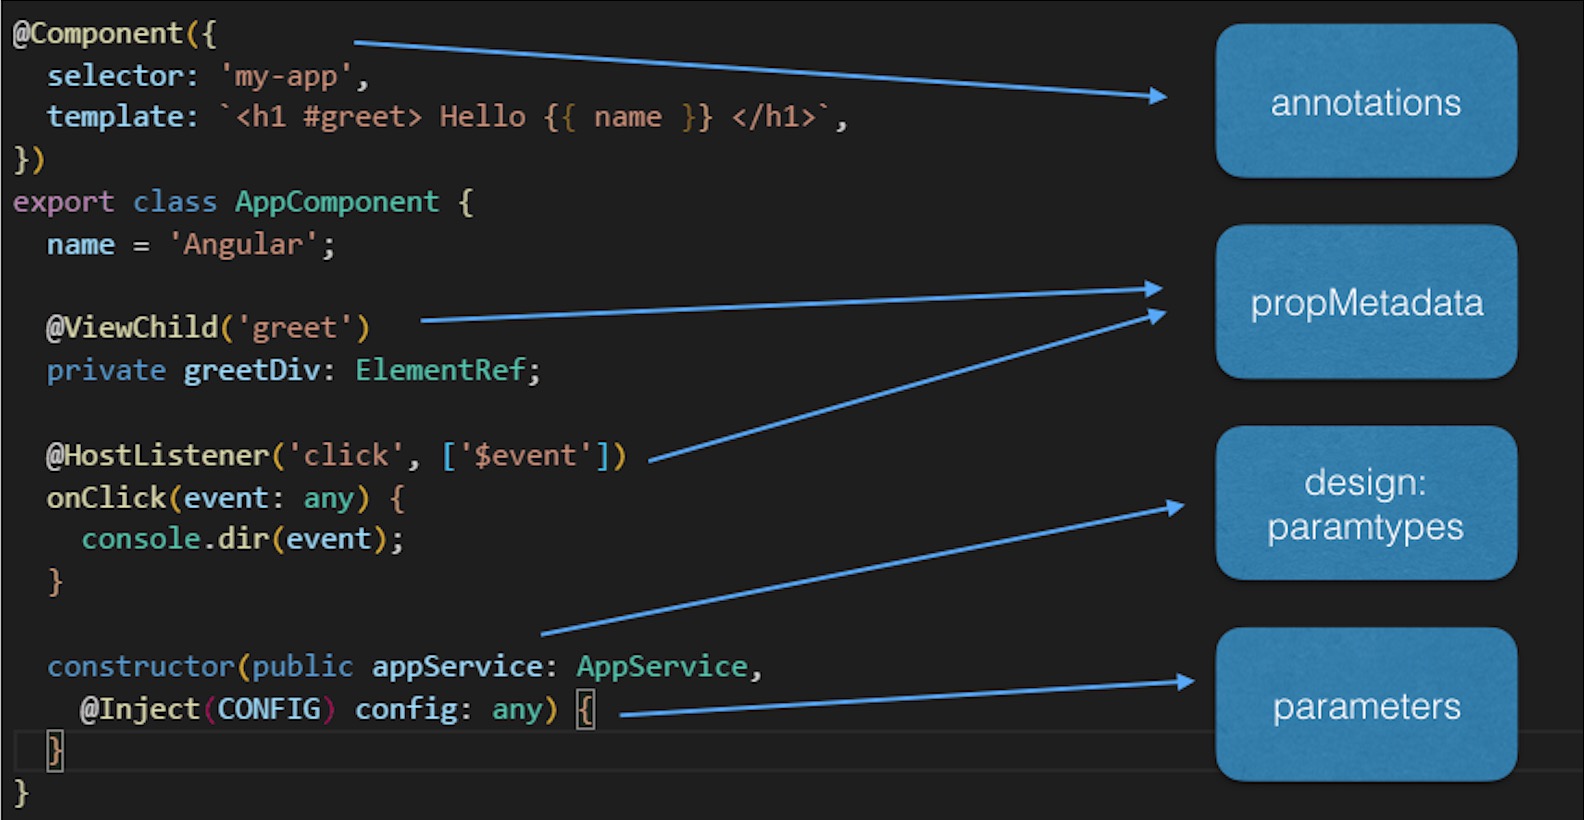 @Component({
  selector: 'my-app',
  template: `<h1 #greet> Hello {{ name }} </h1>`,
})
export class AppComponent {
  name = 'Angular';

  @ViewChild('greet')
  private greetDiv: ElementRef;

  @HostListener('click', ['$event'])
  onClick(event: any) {
    console.dir(event);
  }

  constructor(public appService: AppService,
    @Inject(CONFIG) config: any) {
  }
}
annotations
propMetadata
design:
paramtypes
parameters